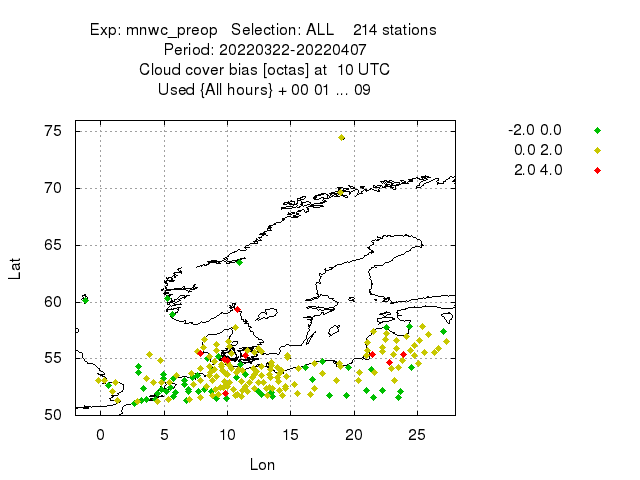 Exp: mnwc_preop   Selection: ALL    214 stations
Period: 20220322-20220407
Cloud cover bias [octas] at  10 UTC
Used {All hours} + 00 01 ... 09
-2.0 0.0
0.0 2.0
2.0 4.0
75
70
65
60
55
50
Lat
0 5 10 15 20 25
Lon